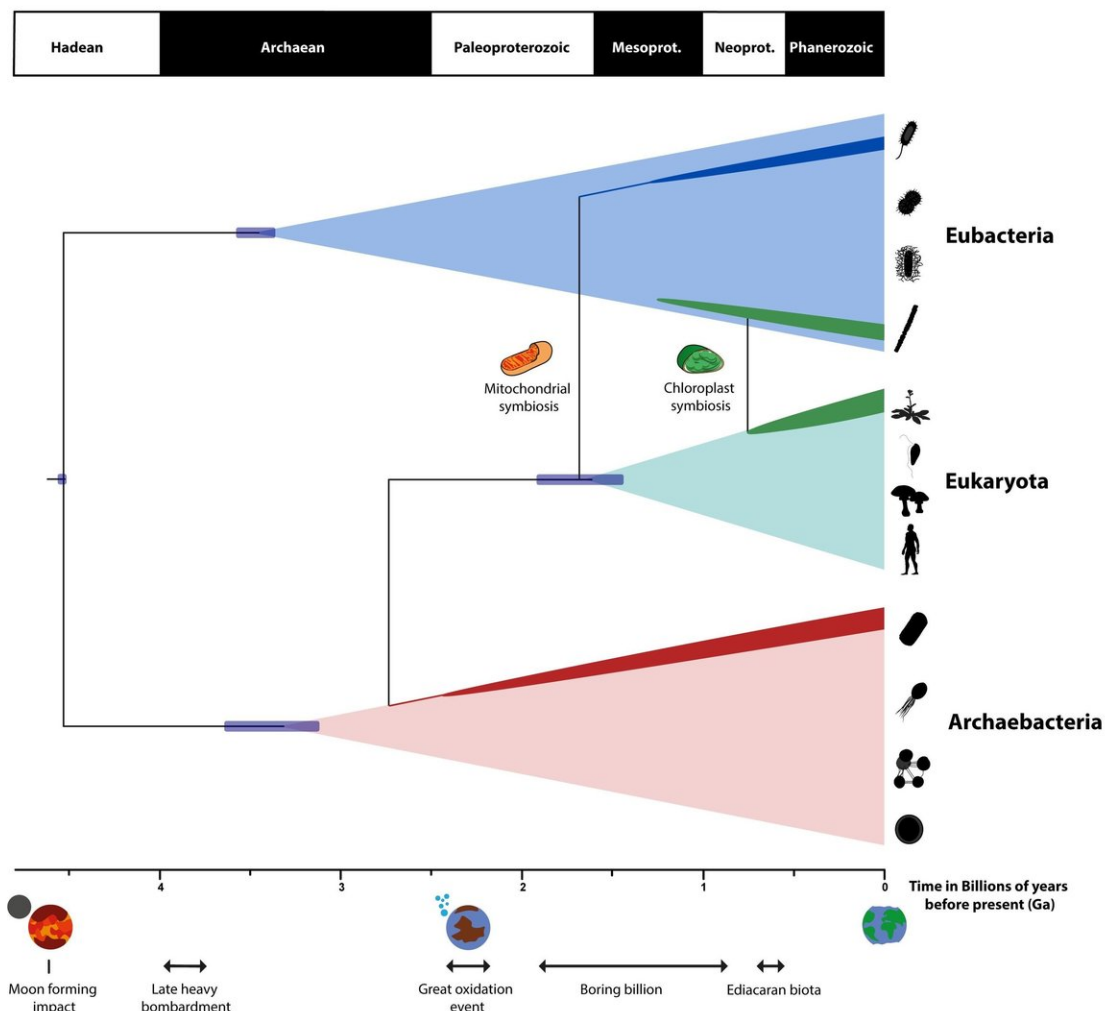 Hadean
Archaean
Paleoproterozoic
Mesoprot.
Neoprot.
Phanerozoic
Eubacteria
Mitochondrial
symbiosis
Chloroplast
symbiosis
Eukaryota
Archaebacteria
4
3
2
1
0
Time in Billions of years
before present (Ga)
Moon forming
impact
Late heavy
bombardment
Great oxidation
event
Boring billion
Ediacaran biota